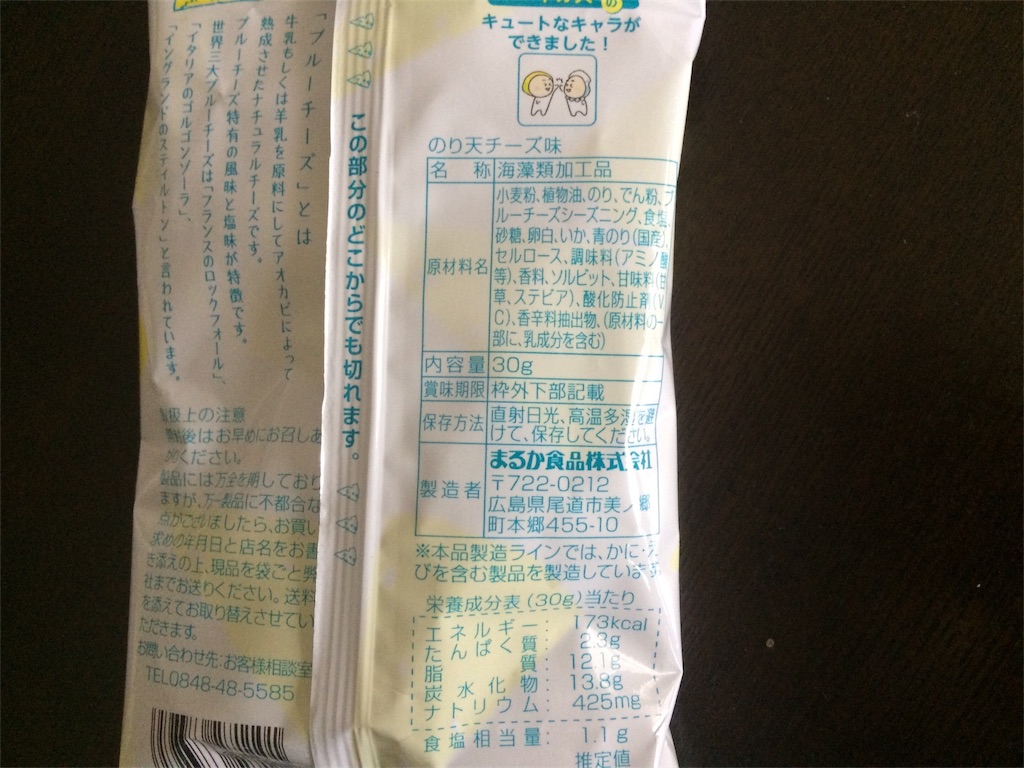 キュートなキャラが
できました！
のり天チーズ味
名 称 海藻類加工品
原材料名 小麦粉、植物油、のり、でん粉、ブ
ルーチーズシーズニング、食塩、
砂糖、卵白、いか、青のり(国産)、
セルロース、調味料(アミノ酸
等)、香料、ソルビット、甘味料(甘
草、ステビア)、酸化防止剤(V.
C)、香辛料抽出物、(原材料の一
部に、乳成分を含む)
内容量 30g
賞味期限 枠外下部記載
保存方法 直射日光、高温多湿を避
けて、保存してください。
製造者 まるか食品株式会社
〒722-0212
広島県尾道市美ノ郷
町本郷455-10
※本品製造ラインでは、かに・え
びを含む製品を製造しています。
栄養成分表(30g)当たり
エネルギー: 173kcal
たんぱく質: 2.3g
脂質: 12.1g
炭水化物: 13.8g
ナトリウム: 425mg
食塩相当量: 1.1g
推定値
この部分のどこからでも切れます。
「ブルーチーズ」とは
牛乳もしくは羊乳を原料にしてアオカビによって
熟成させたナチュラルチーズです。
ブルーチーズ特有の風味と塩味が特徴です。
世界三大ブルーチーズは「フランスのロックフォール」、
「イタリアのゴルゴンゾーラ」、
「イングランドのスティルトン」と言われています。
扱上の注意
開封後はお早めにお召しあ
がりください。
製品には万全を期しており
ますが、万一製品に不都合な
点がございましたら、お買い
求めの年月日と店名をお書
き添えの上、現品を袋ごと弊
社までお送りください。送料
を添えてお取り替えさせてい
ただきます。
お問い合わせ先:お客様相談室
TEL0848-48-5585